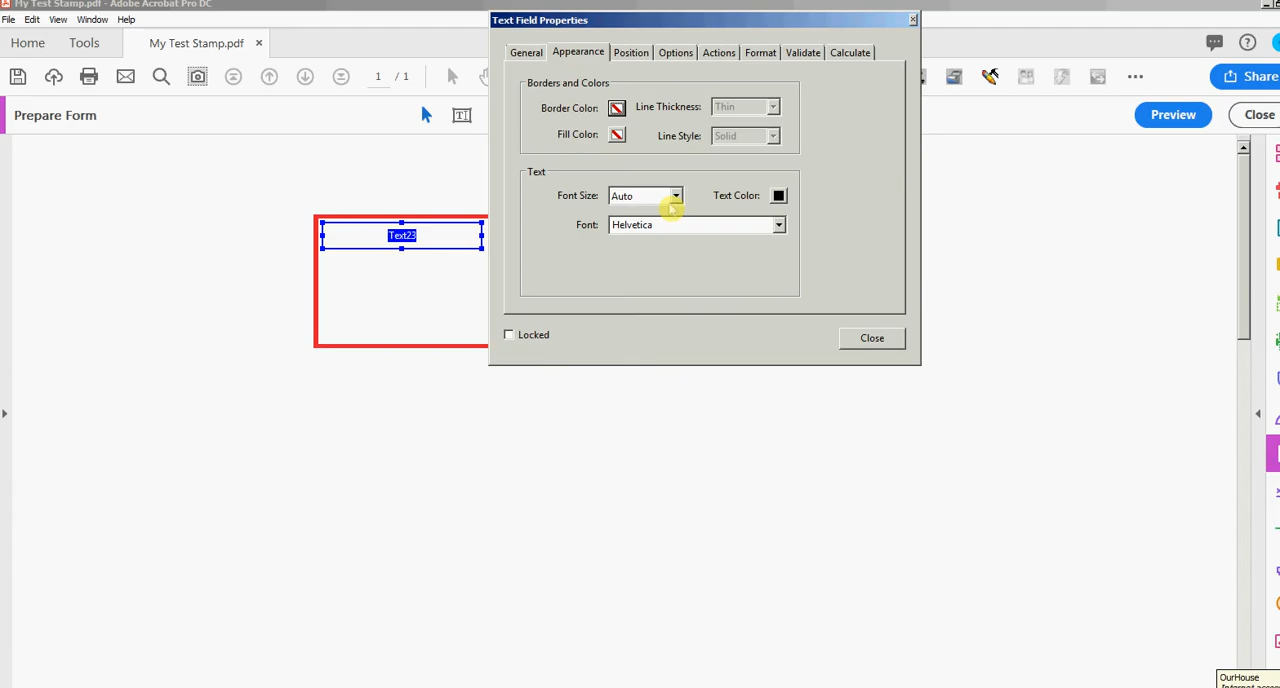 My Test Stamp.pdf - Adobe Acrobat Pro DC
File Edit View Window Help
Home Tools My Test Stamp.pdf ×
1 / 1
Share
Prepare Form
Preview
Close
Text23
Text Field Properties
General Appearance Position Options Actions Format Validate Calculate
Borders and Colors
Border Color: Line Thickness: Thin
Fill Color: Line Style: Solid
Text
Font Size: Auto Text Color:
Font: Helvetica
Locked
Close
OurHouse
Internet access